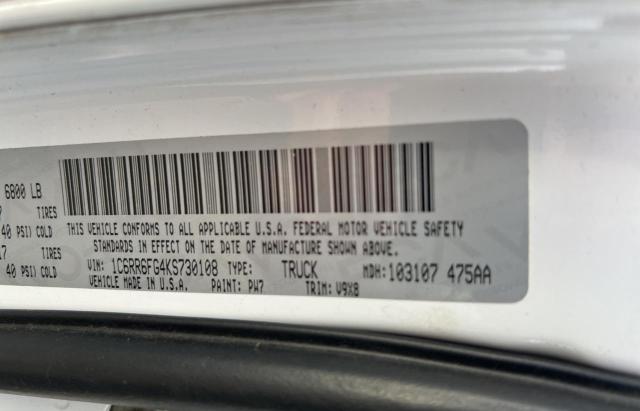 6800 LB
TIRES
40 PSI) COLD
17 TIRES
40 PSI) COLD
THIS VEHICLE CONFORMS TO ALL APPLICABLE U.S.A. FEDERAL MOTOR VEHICLE SAFETY
STANDARDS IN EFFECT ON THE DATE OF MANUFACTURE SHOWN ABOVE.
VIN: 1C6RR6FG4KS730108 TYPE: TRUCK MDH: 103107 475AA
VEHICLE MADE IN U.S.A. PAINT: PW7 TRIM: V9X8